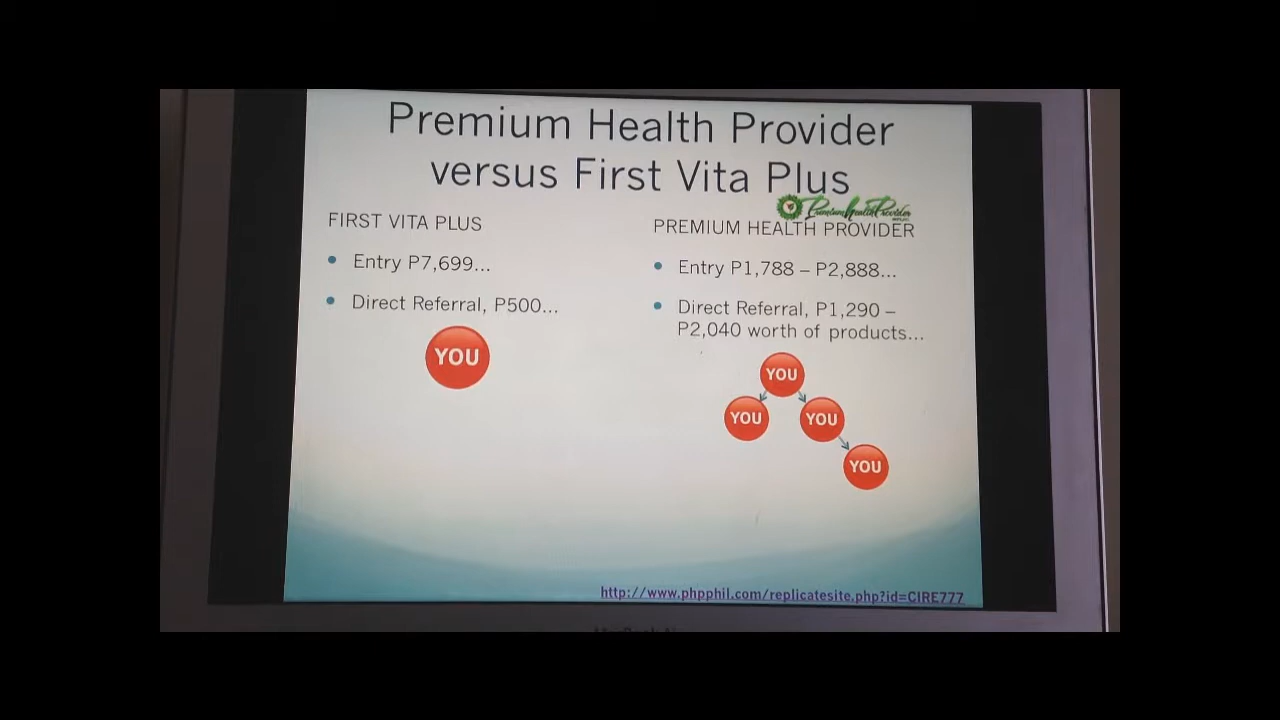 Premium Health Provider
versus First Vita Plus
PremiumHealthProvider
FIRST VITA PLUS
Entry P7,699...
Direct Referral, P500...
YOU
PREMIUM HEALTH PROVIDER
Entry P1,788 – P2,888...
Direct Referral, P1,290 –
P2,040 worth of products...
YOU
YOU
YOU
YOU
http://www.phpphil.com/replicatesite.php?id=CIRE777